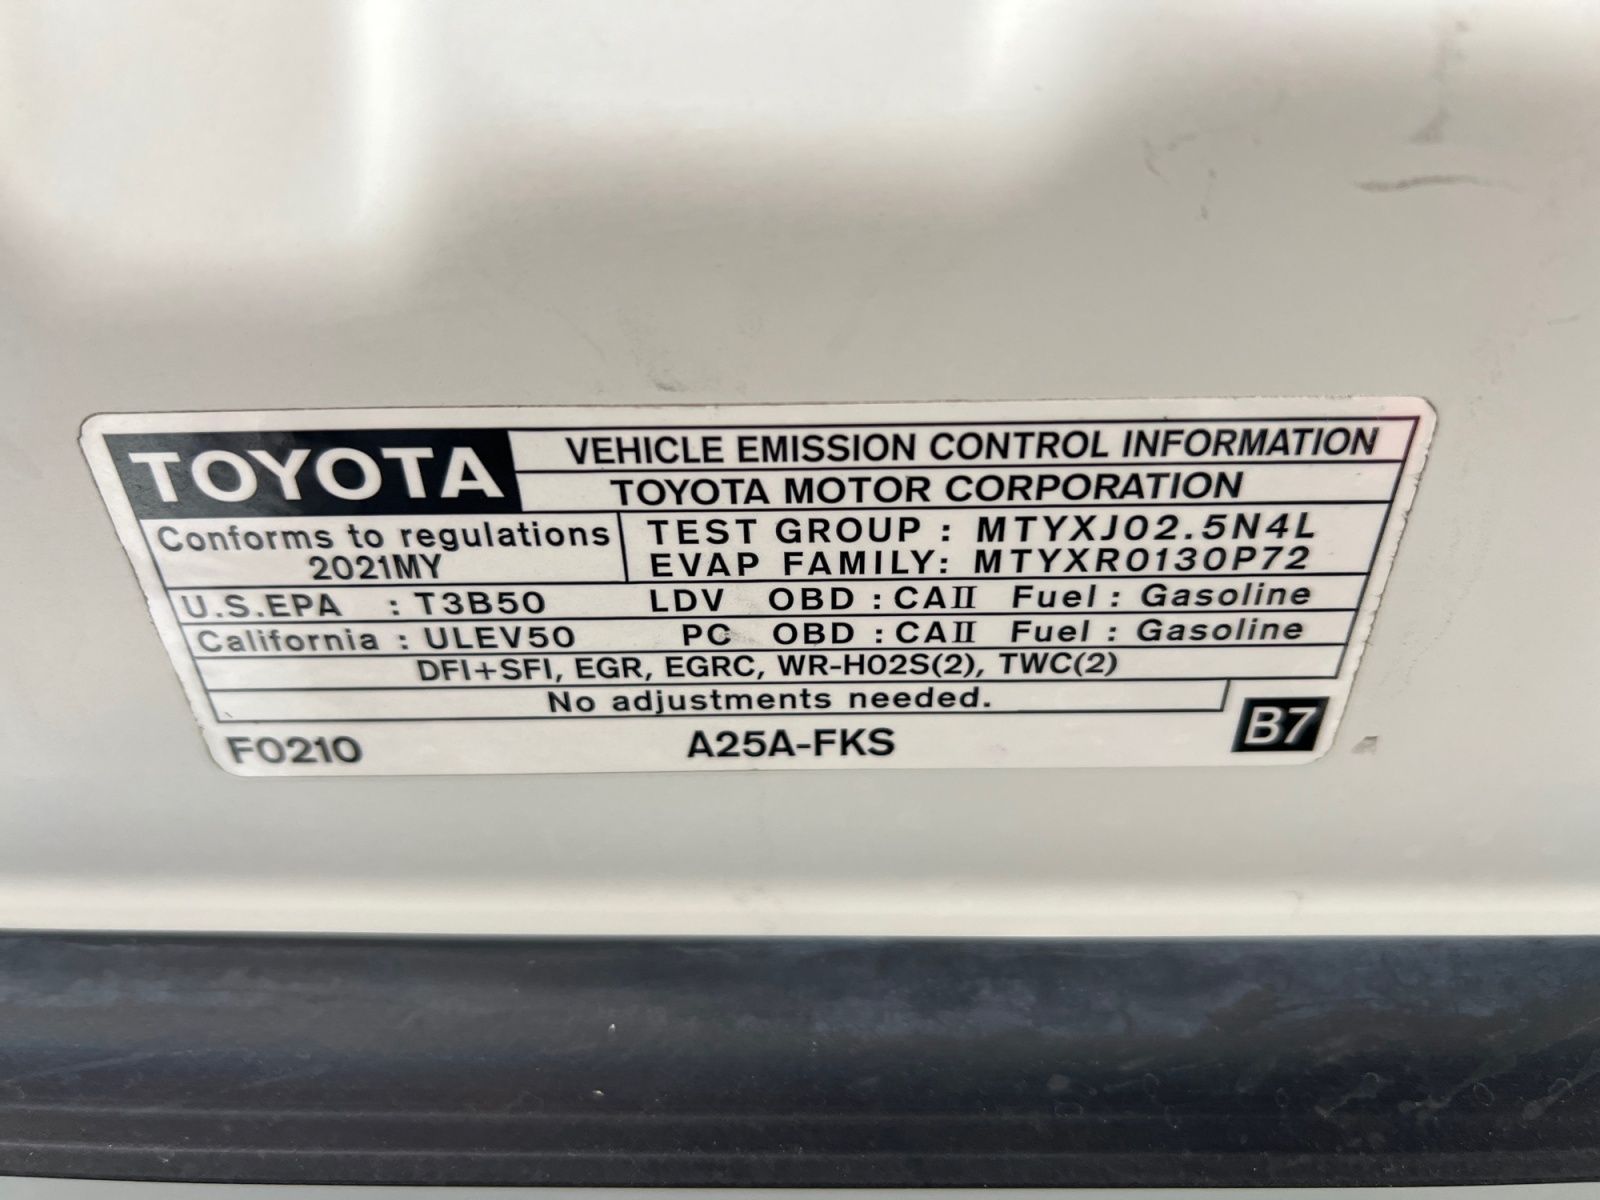 TOYOTA
VEHICLE EMISSION CONTROL INFORMATION
TOYOTA MOTOR CORPORATION
Conforms to regulations
2021MY
TEST GROUP : MTYXJ02.5N4L
EVAP FAMILY: MTYXR0130P72
U.S.EPA : T3B50 LDV OBD : CAII Fuel : Gasoline
California : ULEV50 PC OBD : CAII Fuel : Gasoline
DFI+SFI, EGR, EGRC, WR-HO2S(2), TWC(2)
No adjustments needed.
F0210 A25A-FKS B7